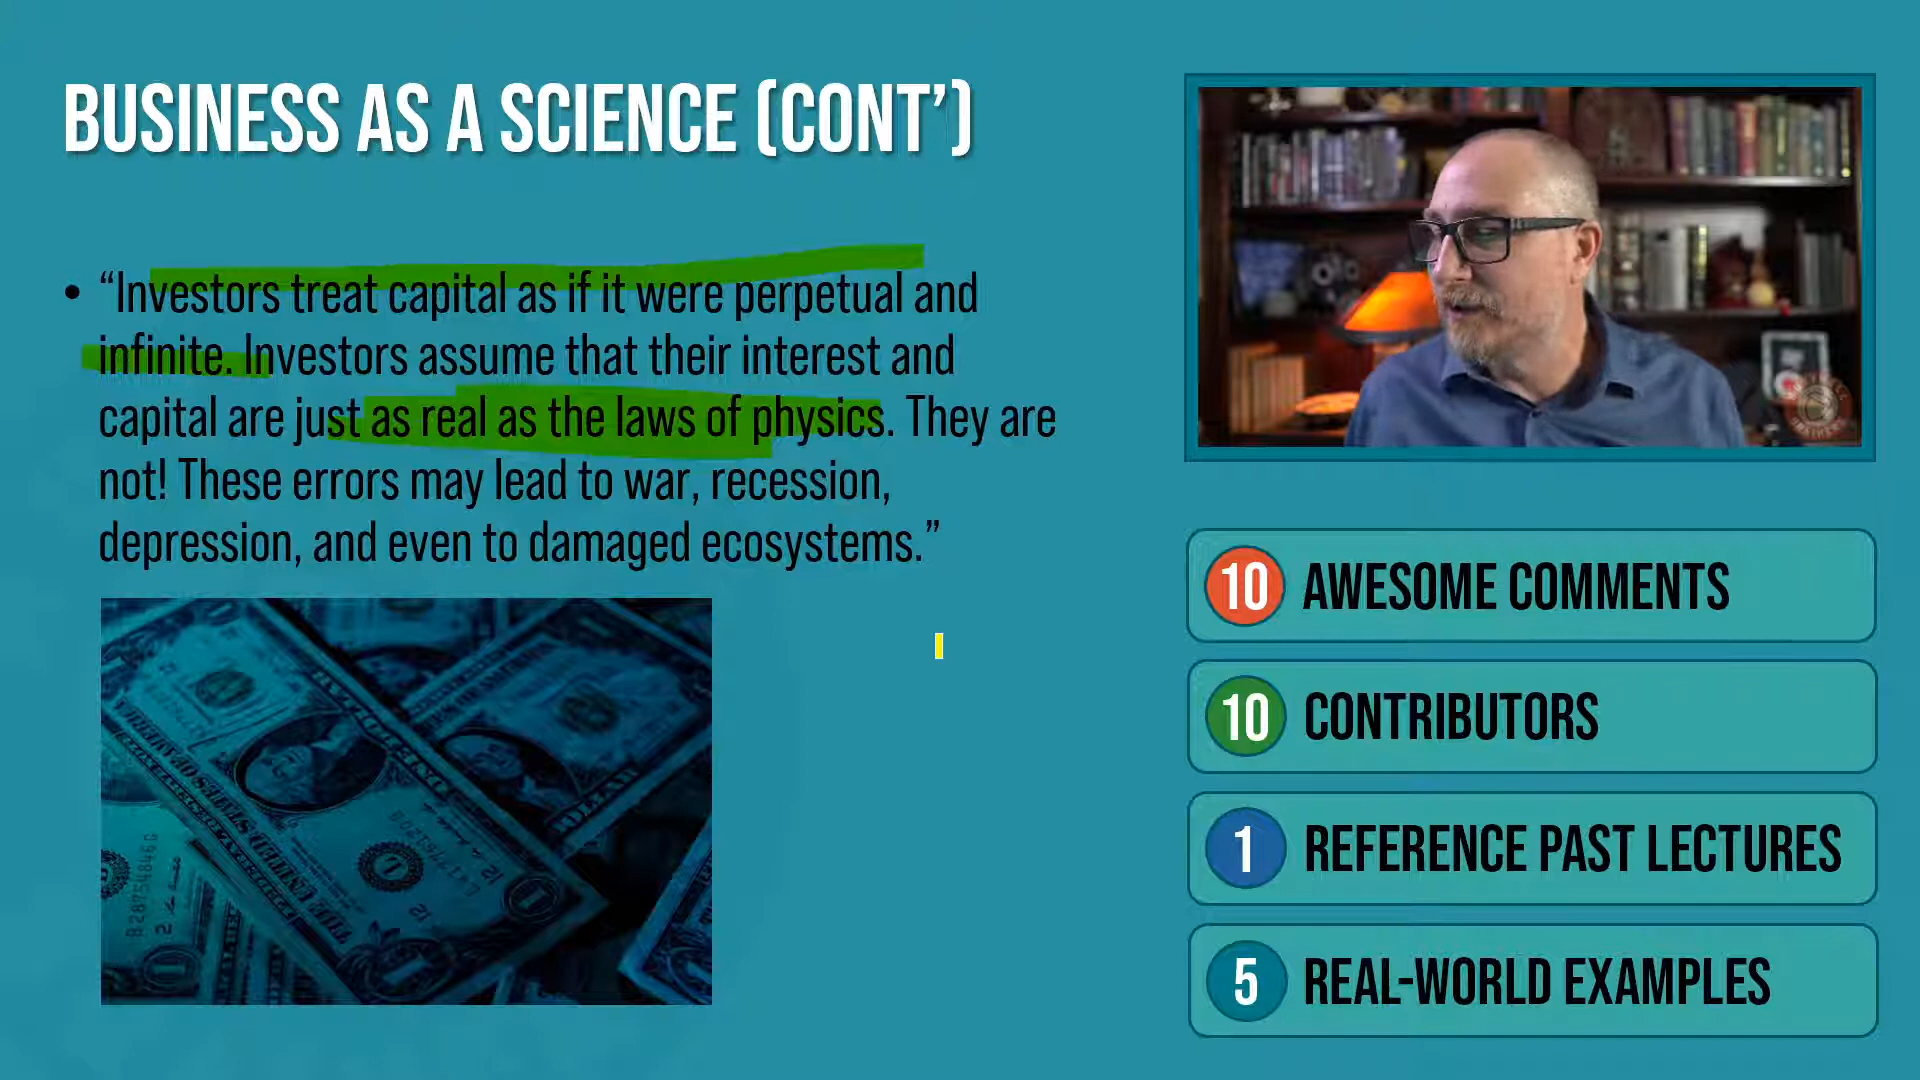 BUSINESS AS A SCIENCE (CONT’)
• “Investors treat capital as if it were perpetual and
infinite. Investors assume that their interest and
capital are just as real as the laws of physics. They are
not! These errors may lead to war, recession,
depression, and even to damaged ecosystems.”
10 AWESOME COMMENTS
10 CONTRIBUTORS
1 REFERENCE PAST LECTURES
5 REAL-WORLD EXAMPLES